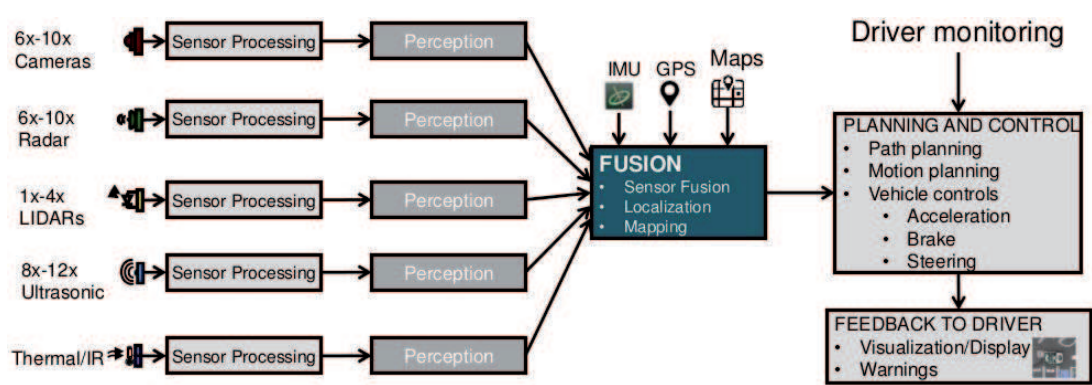 6x-10x
Cameras
Sensor Processing
Perception
6x-10x
Radar
Sensor Processing
Perception
1x-4x
LIDARs
Sensor Processing
Perception
8x-12x
Ultrasonic
Sensor Processing
Perception
Thermal/IR
Sensor Processing
Perception
IMU
GPS
Maps
FUSION
• Sensor Fusion
• Localization
• Mapping
Driver monitoring
PLANNING AND CONTROL
• Path planning
• Motion planning
• Vehicle controls
• Acceleration
• Brake
• Steering
FEEDBACK TO DRIVER
• Visualization/Display
• Warnings